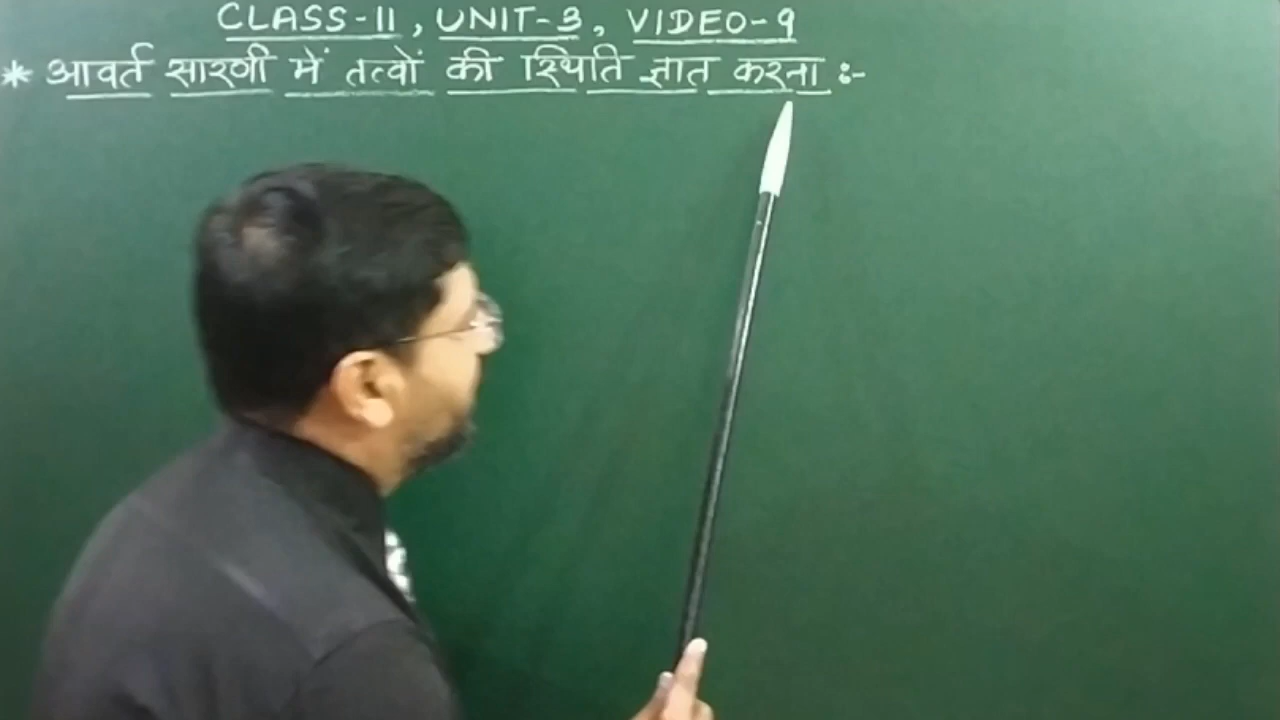 CLASS-11, UNIT-3, VIDEO-9
* आवर्त सारणी में तत्वों की स्थिति ज्ञात करना :-